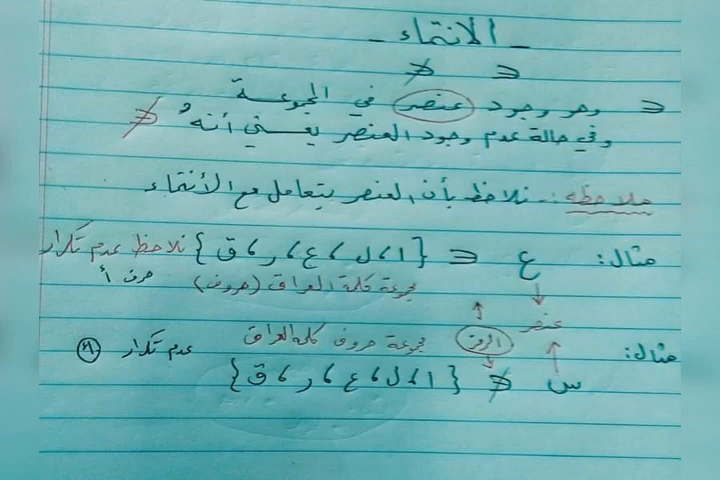 - الانتماء -
∋ ∌
∋ وهو وجود عنصر في المجموعة
وفي حالة عدم وجود العنصر يعني أنه ∌
ملاحظة: نلاحظ بأن العنصر يتعامل مع الأنتماء
مثال: ع ∋ {ا، ل، ع، ر، ق} نلاحظ عدم تكرار
حرف أ
مجموعة كلمة العراق (حروف)
عنصر
الرمز
مجموعة حروف كلمة العراق
مثال: عدم تكرار (أ)
س ∌ {ا، ل، ع، ر، ق}